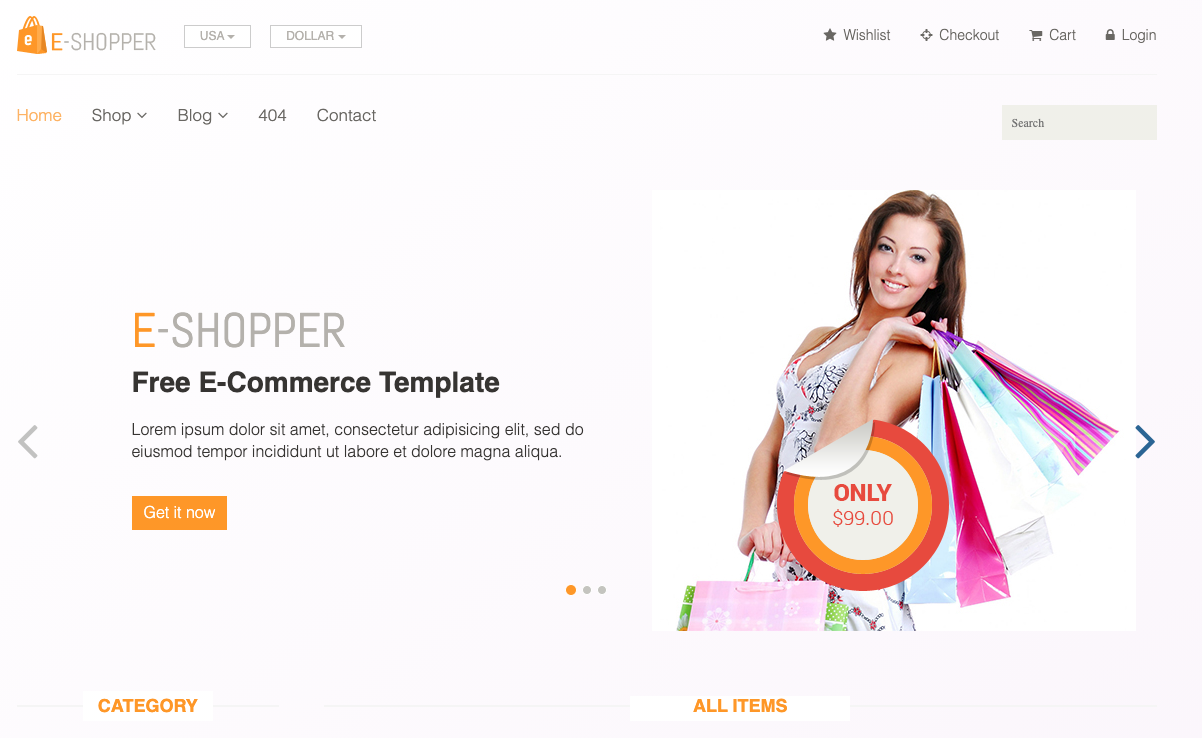 e E-SHOPPER
USA
DOLLAR
Wishlist
Checkout
Cart
Login
Home
Shop
Blog
404
Contact
Search
E-SHOPPER
Free E-Commerce Template
Lorem ipsum dolor sit amet, consectetur adipisicing elit, sed do
eiusmod tempor incididunt ut labore et dolore magna aliqua.
Get it now
ONLY
$99.00
CATEGORY
ALL ITEMS